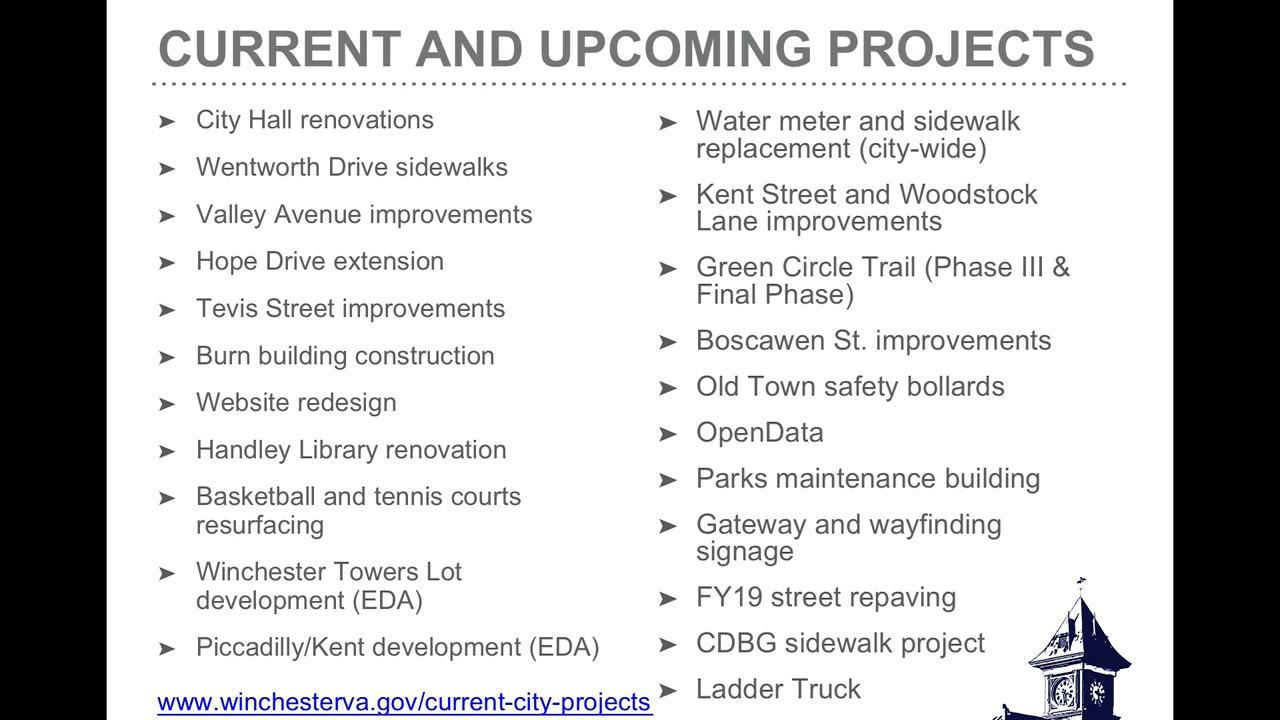 CURRENT AND UPCOMING PROJECTS
➤ City Hall renovations
➤ Wentworth Drive sidewalks
➤ Valley Avenue improvements
➤ Hope Drive extension
➤ Tevis Street improvements
➤ Burn building construction
➤ Website redesign
➤ Handley Library renovation
➤ Basketball and tennis courts
resurfacing
➤ Winchester Towers Lot
development (EDA)
➤ Piccadilly/Kent development (EDA)
www.winchesterva.gov/current-city-projects
➤ Water meter and sidewalk
replacement (city-wide)
➤ Kent Street and Woodstock
Lane improvements
➤ Green Circle Trail (Phase III &
Final Phase)
➤ Boscawen St. improvements
➤ Old Town safety bollards
➤ OpenData
➤ Parks maintenance building
➤ Gateway and wayfinding
signage
➤ FY19 street repaving
➤ CDBG sidewalk project
➤ Ladder Truck